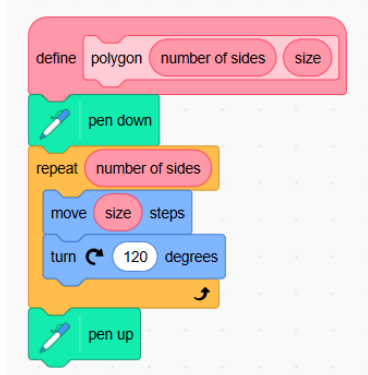 define polygon number of sides size
pen down
repeat number of sides
move size steps
turn 120 degrees
pen up